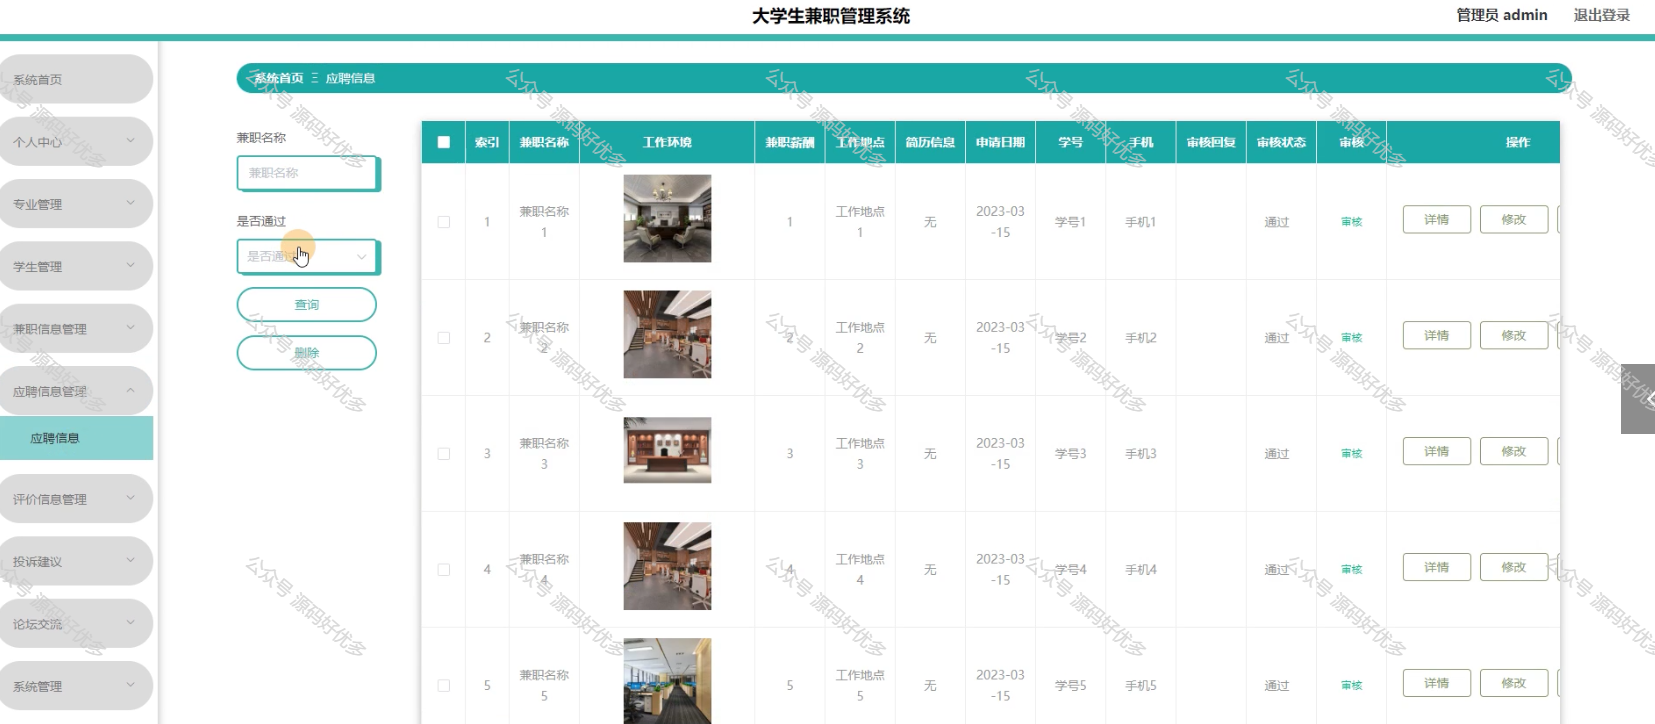 大学生兼职管理系统
管理员 admin
退出登录
系统首页
个人中心
专业管理
学生管理
兼职信息管理
应聘信息管理
应聘信息
评价信息管理
投诉建议
论坛交流
系统管理
系统首页 Ξ 应聘信息
兼职名称
兼职名称
是否通过
是否通过
查询
删除
索引 兼职名称 工作环境 兼职薪酬 工作地点 简历信息 申请日期 学号 手机 审核回复 审核状态 审核 操作
1 兼职名称1 1 工作地点1 无 2023-03-15 学号1 手机1 通过 审核 详情 修改
2 兼职名称2 2 工作地点2 无 2023-03-15 学号2 手机2 通过 审核 详情 修改
3 兼职名称3 3 工作地点3 无 2023-03-15 学号3 手机3 通过 审核 详情 修改
4 兼职名称4 4 工作地点4 无 2023-03-15 学号4 手机4 通过 审核 详情 修改
5 兼职名称5 5 工作地点5 无 2023-03-15 学号5 手机5 通过 审核 详情 修改
公众号 源码好优多